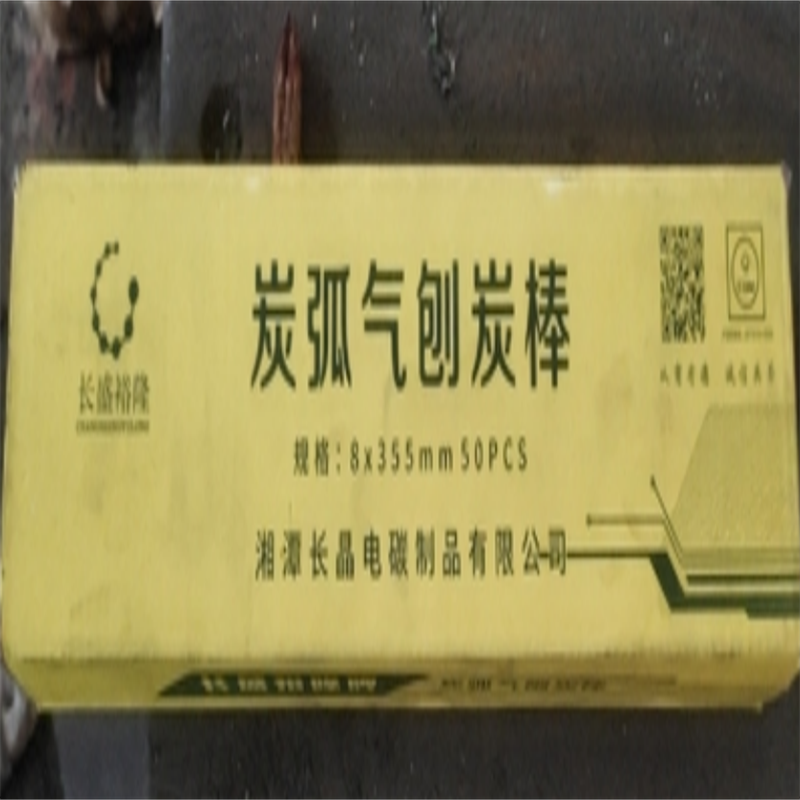 长盛裕隆
炭弧气刨炭棒
规格：8x355mm 50PCS
湘潭长晶电碳制品有限公司